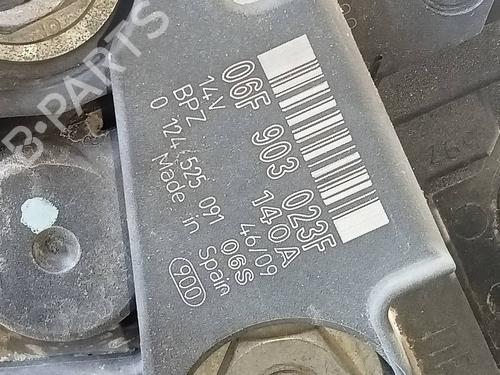 B-PARTS
06F 903 023F
14V 140A
BPZ 46/09
0 124 525 091 06S
Made in Spain
900